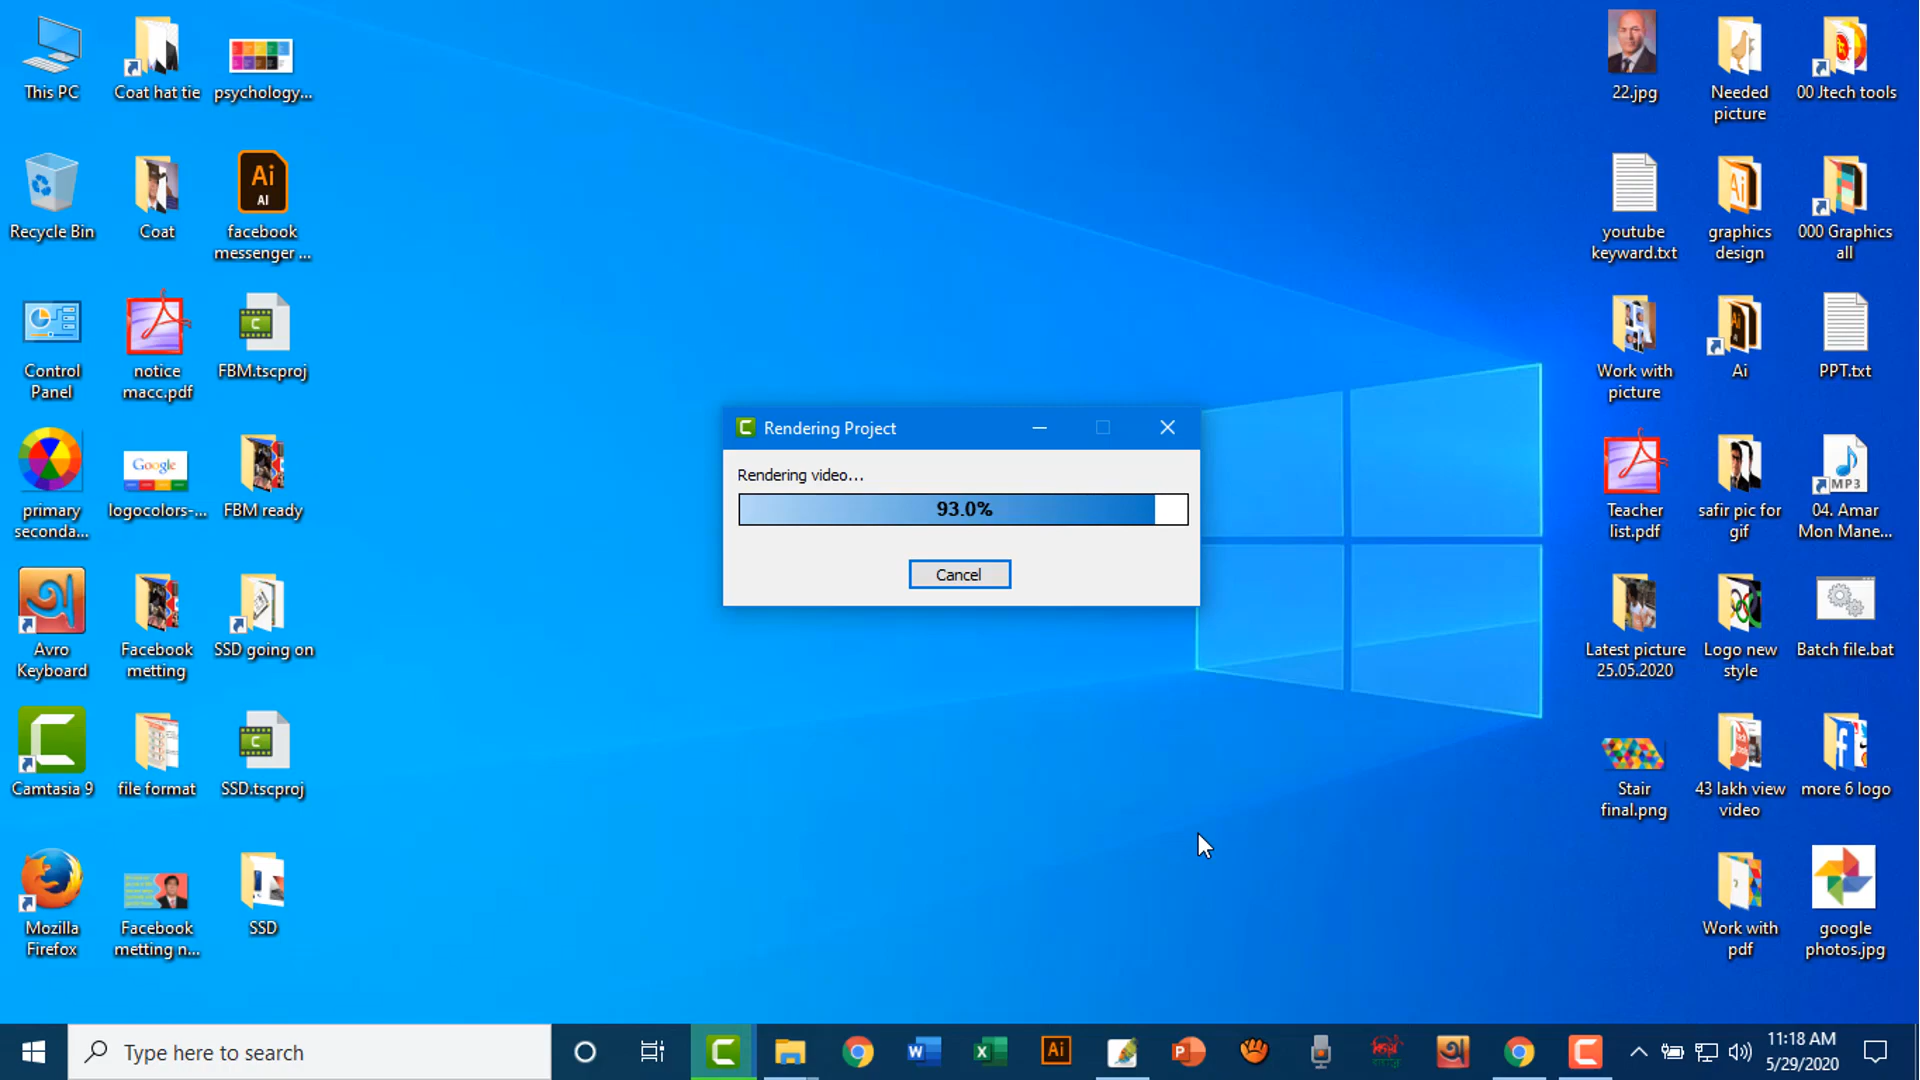 This PC
Coat hat tie
psychology...
Recycle Bin
Coat
Ai
AI
facebook
messenger ...
Control
Panel
notice
macc.pdf
FBM.tscproj
primary
seconda...
Google
logocolors-...
FBM ready
Avro
Keyboard
Facebook
metting
SSD going on
Camtasia 9
file format
SSD.tscproj
Mozilla
Firefox
Facebook
metting n...
SSD
Rendering Project
Rendering video...
93.0%
Cancel
22.jpg
Needed
picture
00 Jtech tools
youtube
keyward.txt
Ai
graphics
design
000 Graphics
all
Work with
picture
Ai
Ai
PPT.txt
Teacher
list.pdf
safir pic for
gif
MP3
04. Amar
Mon Mane...
Latest picture
25.05.2020
Logo new
style
Batch file.bat
Stair
final.png
43 lakh view
video
more 6 logo
Work with
pdf
google
photos.jpg
Type here to search
Ai
অ
11:18 AM
5/29/2020